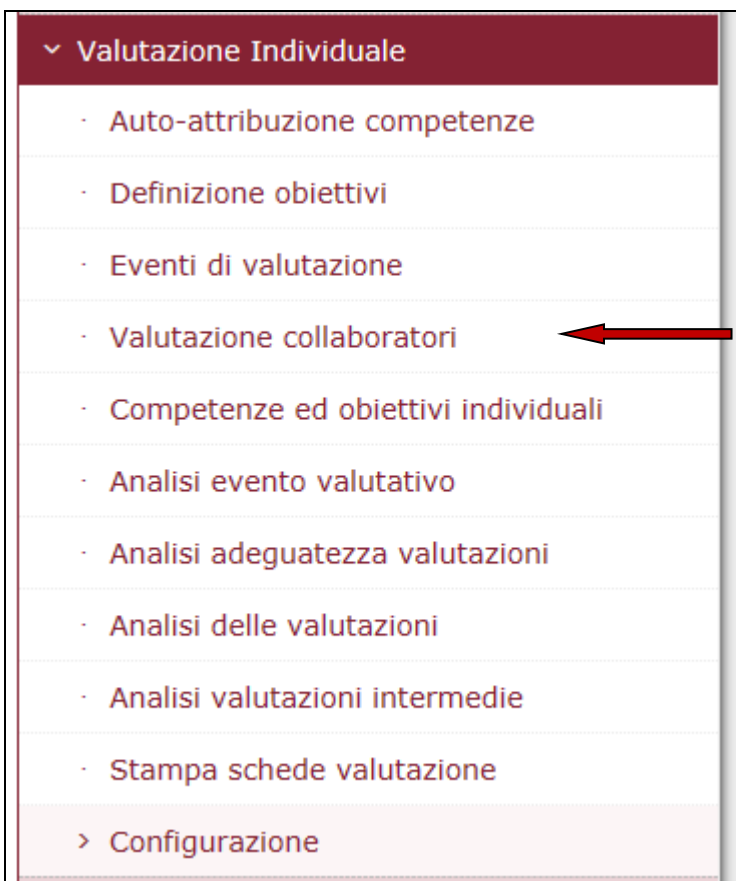 Valutazione Individuale
Auto-attribuzione competenze
Definizione obiettivi
Eventi di valutazione
Valutazione collaboratori
Competenze ed obiettivi individuali
Analisi evento valutativo
Analisi adeguatezza valutazioni
Analisi delle valutazioni
Analisi valutazioni intermedie
Stampa schede valutazione
Configurazione